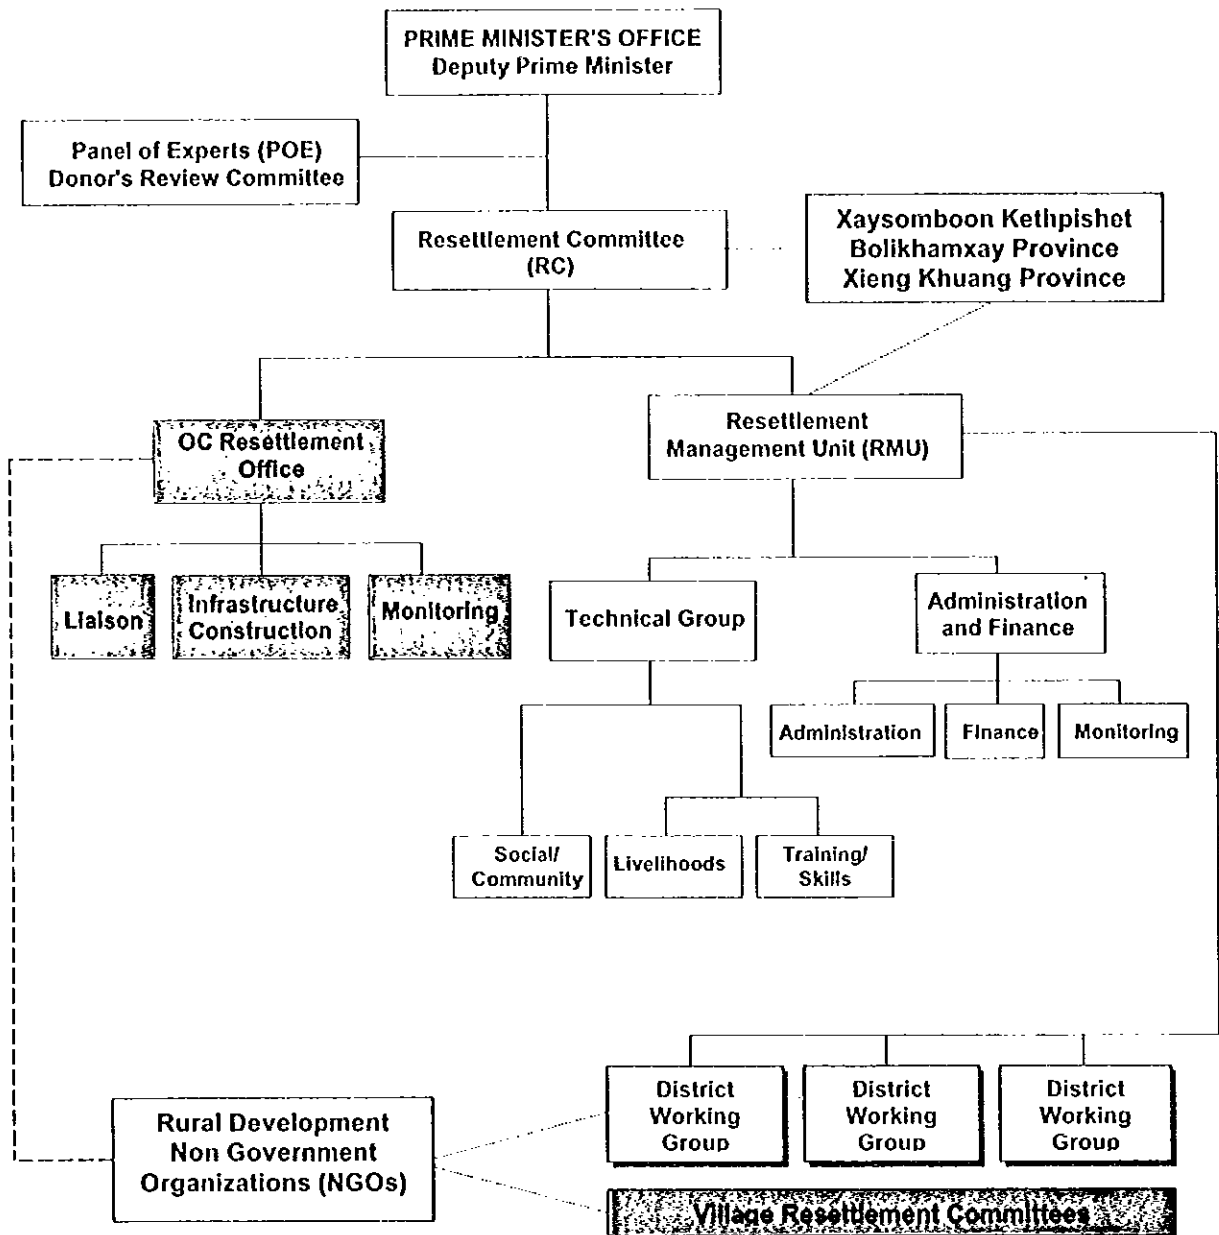 PRIME MINISTER'S OFFICE
Deputy Prime Minister
Panel of Experts (POE)
Donor's Review Committee
Resettlement Committee
(RC)
Xaysomboon Kethpishet
Bolikhamxay Province
Xieng Khuang Province
OC Resettlement
Office
Resettlement
Management Unit (RMU)
Liaison
Infrastructure
Construction
Monitoring
Technical Group
Administration
and Finance
Administration
Finance
Monitoring
Social/
Community
Livelihoods
Training/
Skills
Rural Development
Non Government
Organizations (NGOs)
District
Working
Group
District
Working
Group
District
Working
Group
Village Resettlement Committees